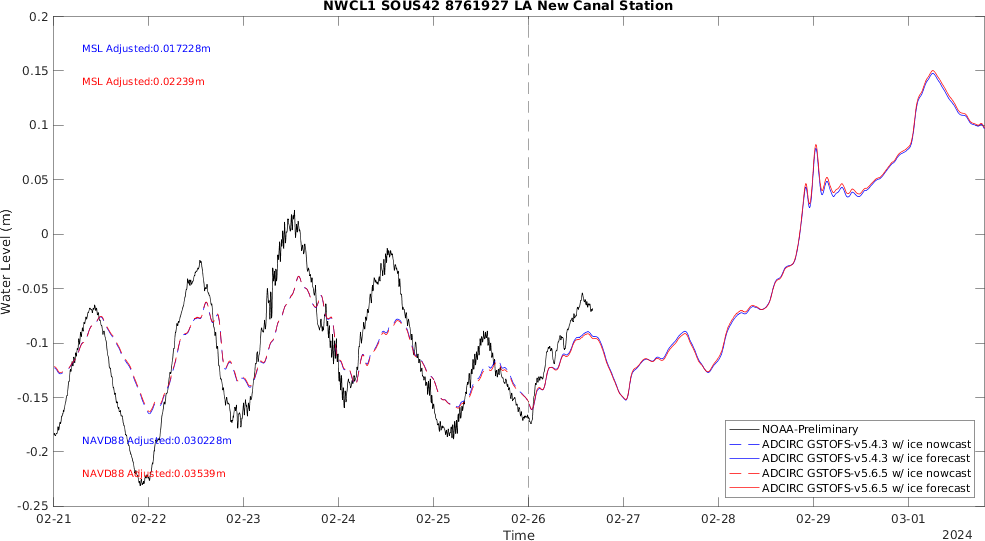 NWCL1 SOUS42 8761927 LA New Canal Station
0.2
0.15
0.1
0.05
0
-0.05
-0.1
-0.15
-0.2
-0.25
Water Level (m)
MSL Adjusted:0.017228m
MSL Adjusted:0.02239m
NAVD88 Adjusted:0.030228m
NAVD88 Adjusted:0.03539m
NOAA-Preliminary
ADCIRC GSTOFS-v5.4.3 w/ ice nowcast
ADCIRC GSTOFS-v5.4.3 w/ ice forecast
ADCIRC GSTOFS-v5.6.5 w/ ice nowcast
ADCIRC GSTOFS-v5.6.5 w/ ice forecast
02-21 02-22 02-23 02-24 02-25 02-26 02-27 02-28 02-29 03-01
Time
2024